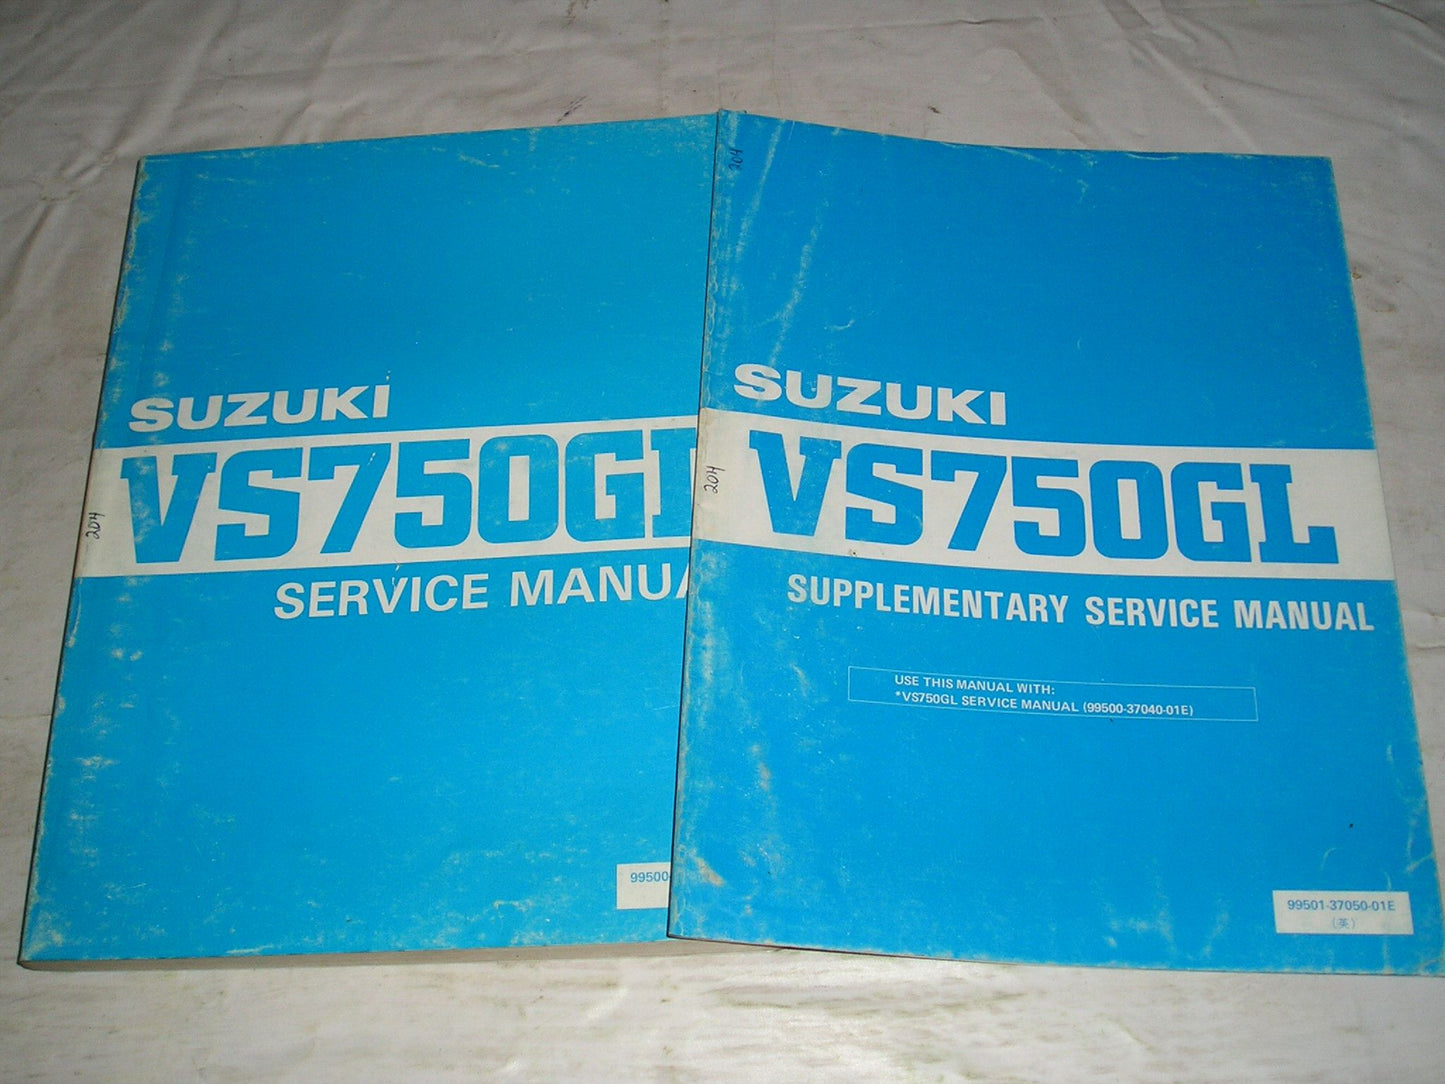 SUZUKI
VS750GL
SERVICE MANUA
204
99500-
204
SUZUKI
VS750GL
204
SUPPLEMENTARY SERVICE MANUAL
USE THIS MANUAL WITH:
*VS750GL SERVICE MANUAL (99500-37040-01E)
99501-37050-01E
(英)